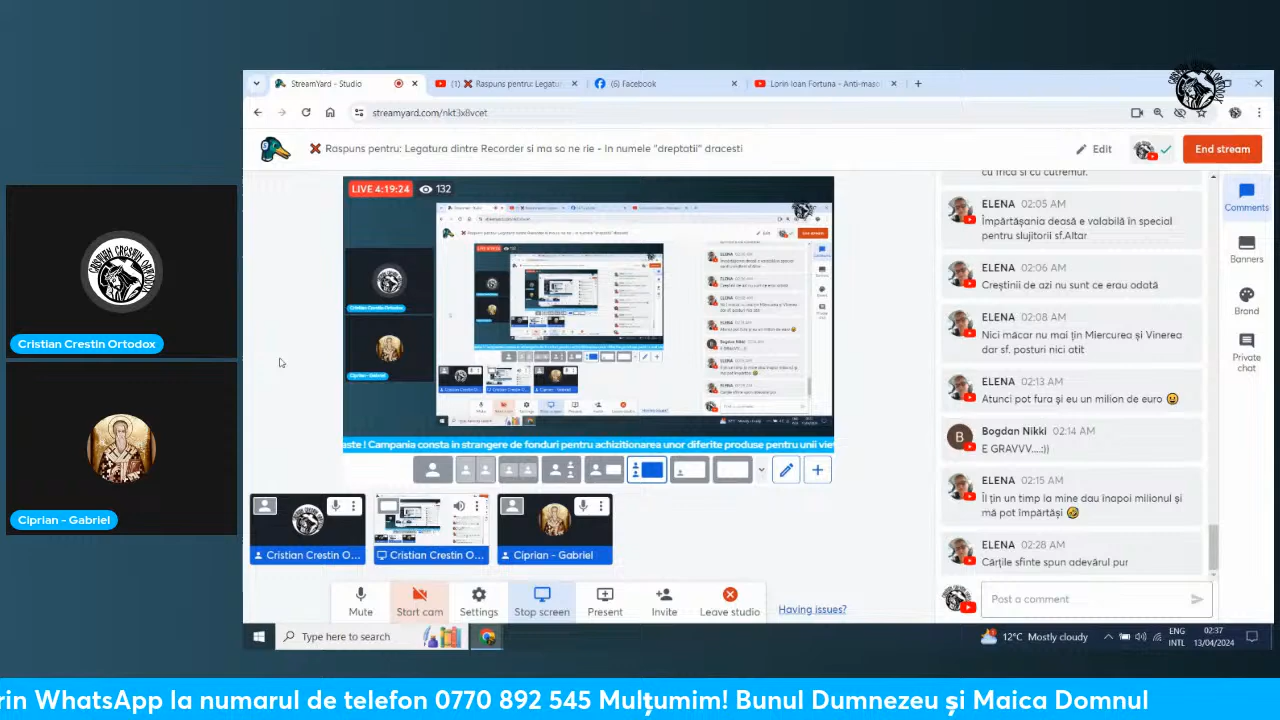 StreamYard - Studio
(1) ❌ Raspuns pentru: Legatu
(6) Facebook
Lorin Ioan Fortuna - Anti-maso
streamyard.com/nkt3x8vcet
❌ Raspuns pentru: Legatura dintre Recorder si ma so ne rie - In numele "dreptatii" dracesti
Edit
End stream
LIVE 4:19:24
132
Cristian Crestin Ortodox
Ciprian - Gabriel
aste ! Campania consta in strangere de fonduri pentru achizitionarea unor diferite produse pentru unii vie
Cristian Crestin O...
Cristian Crestin O...
Ciprian - Gabriel
Mute
Start cam
Settings
Stop screen
Present
Invite
Leave studio
Having issues?
cu frica si cu cutremur.
ELENA 02:05 AM
Împărtășania deasă e valabilă în special
pentru slujitorii sf.Altar
ELENA 02:06 AM
Creștinii de azi nu sunt ce erau odată
ELENA 02:08 AM
Nici măcar nu mai țin Miercurea și Vinerea
dar sf. posturi nici atit
ELENA 02:13 AM
Atunci pot fura și eu un milion de euro 😛
B
Bogdan Nikki 02:14 AM
E GRAVVV....:))
ELENA 02:15 AM
Îl țin un timp la mine dau înapoi milionul și
mă pot împărtăși 🤣
ELENA 02:28 AM
Cărțile sfinte spun adevărul pur
Post a comment
Comments
Banners
Brand
Private
chat
Type here to search
12°C Mostly cloudy
ENG
INTL
02:37
13/04/2024
CRISTIAN CRESTIN ORTODOX
rin WhatsApp la numarul de telefon 0770 892 545 Mulțumim! Bunul Dumnezeu și Maica Domnul